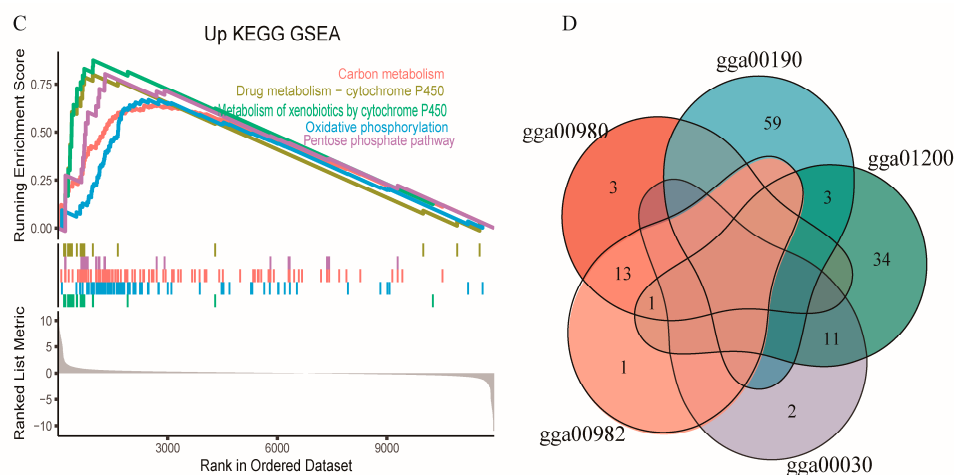 C
Up KEGG GSEA
Running Enrichment Score
0.75
0.50
0.25
0.00
Carbon metabolism
Drug metabolism − cytochrome P450
Metabolism of xenobiotics by cytochrome P450
Oxidative phosphorylation
Pentose phosphate pathway
Ranked List Metric
10
5
0
−5
−10
3000
6000
9000
Rank in Ordered Dataset
D
gga00190
gga00980
gga01200
59
3
3
34
13
1
11
1
2
gga00982
gga00030